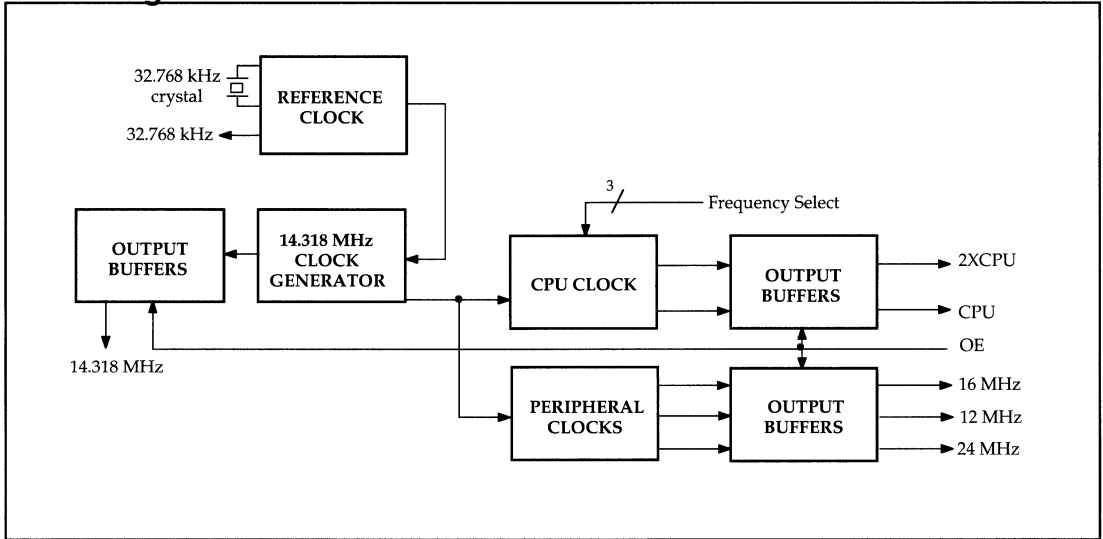 32.768 kHz
crystal
32.768 kHz
REFERENCE
CLOCK
3
Frequency Select
OUTPUT
BUFFERS
14.318 MHz
CLOCK
GENERATOR
CPU CLOCK
OUTPUT
BUFFERS
2XCPU
CPU
OE
14.318 MHz
PERIPHERAL
CLOCKS
OUTPUT
BUFFERS
16 MHz
12 MHz
24 MHz